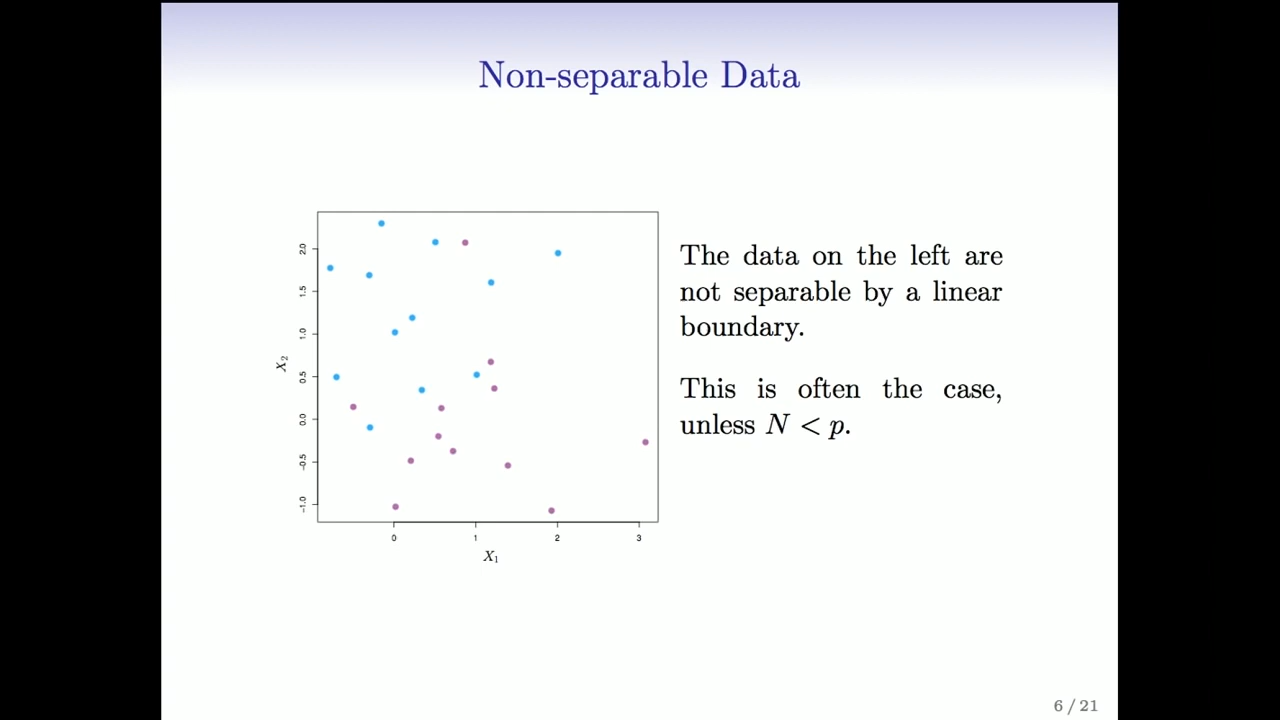 Non-separable Data
2.0
1.5
1.0
0.5
0.0
−0.5
−1.0
X₂
0 1 2 3
X₁
The data on the left are
not separable by a linear
boundary.
This is often the case,
unless N < p.
6 / 21